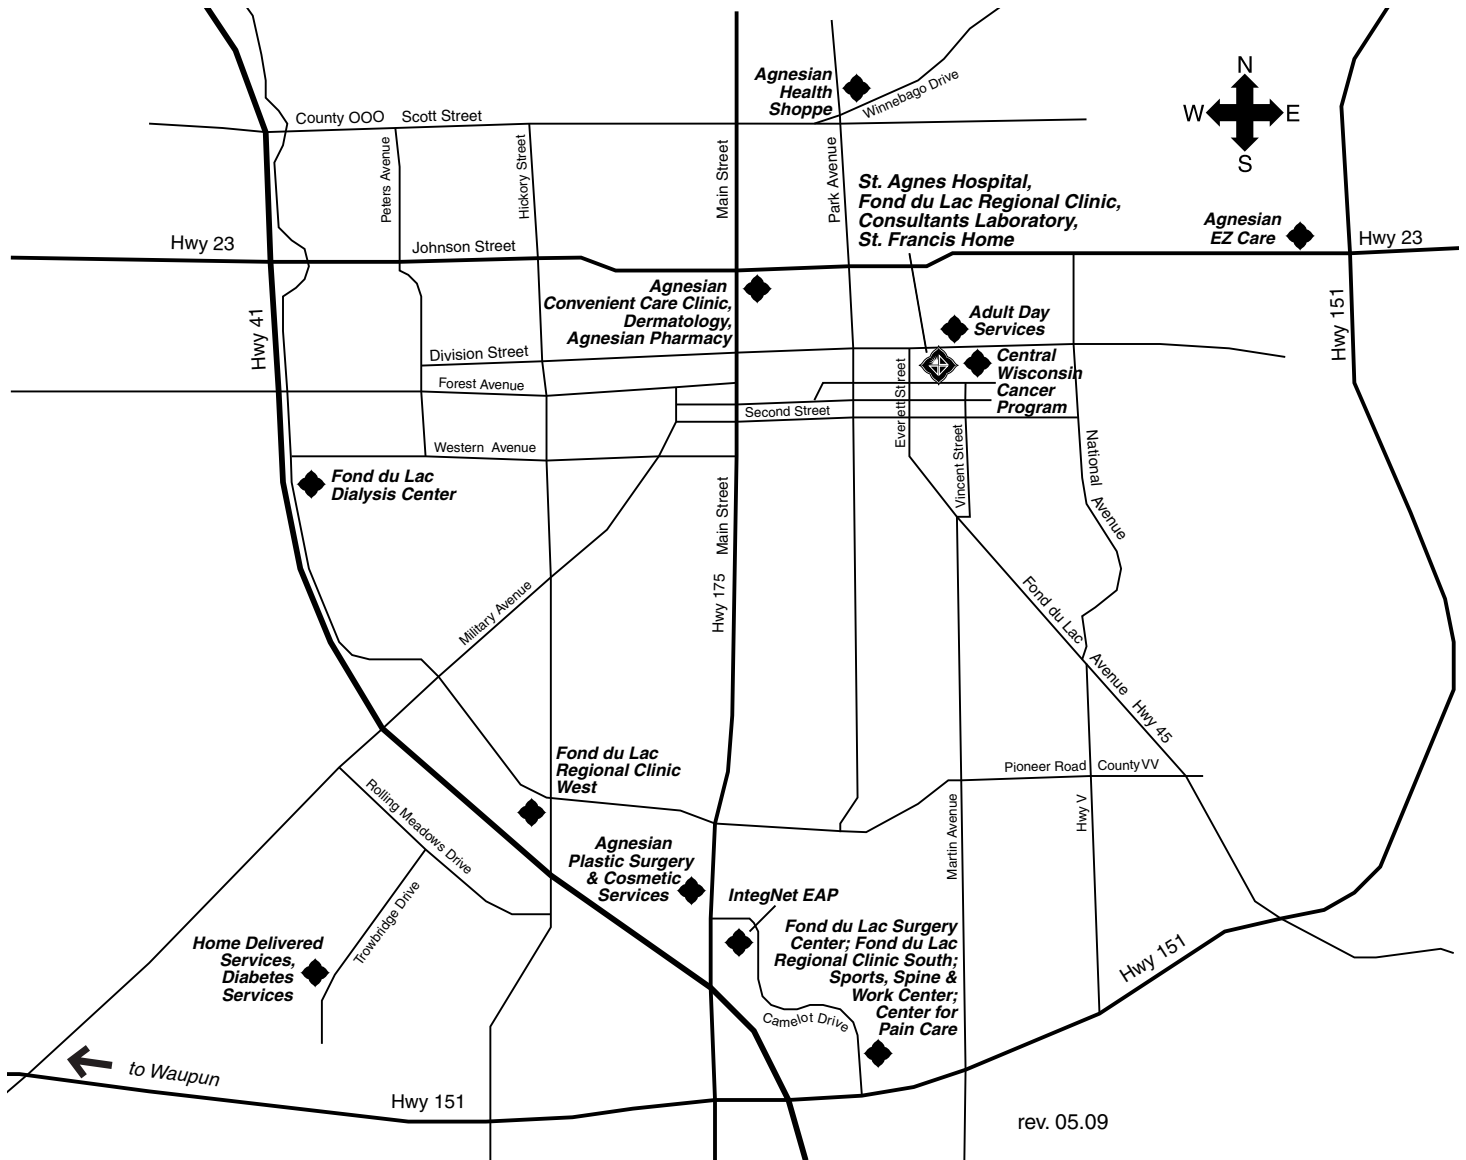 Agnesian
Health
Shoppe
Winnebago Drive
N
W
E
S
County OOO
Scott Street
Peters Avenue
Hickory Street
Main Street
Park Avenue
St. Agnes Hospital,
Fond du Lac Regional Clinic,
Consultants Laboratory,
St. Francis Home
Agnesian
EZ Care
Hwy 23
Johnson Street
Hwy 23
Hwy 41
Agnesian
Convenient Care Clinic,
Dermatology,
Agnesian Pharmacy
Adult Day
Services
Hwy 151
Division Street
Central
Wisconsin
Cancer
Program
Forest Avenue
Everett Street
Second Street
Western Avenue
Vincent Street
National Avenue
Fond du Lac
Dialysis Center
Main Street
Hwy 175
Military Avenue
Fond du Lac Avenue Hwy 45
Fond du Lac
Regional Clinic
West
Pioneer Road
County VV
Rolling Meadows Drive
Martin Avenue
Hwy V
Agnesian
Plastic Surgery
& Cosmetic
Services
IntegNet EAP
Trowbridge Drive
Home Delivered
Services,
Diabetes
Services
Fond du Lac Surgery
Center; Fond du Lac
Regional Clinic South;
Sports, Spine &
Work Center;
Center for
Pain Care
Camelot Drive
Hwy 151
to Waupun
Hwy 151
rev. 05.09